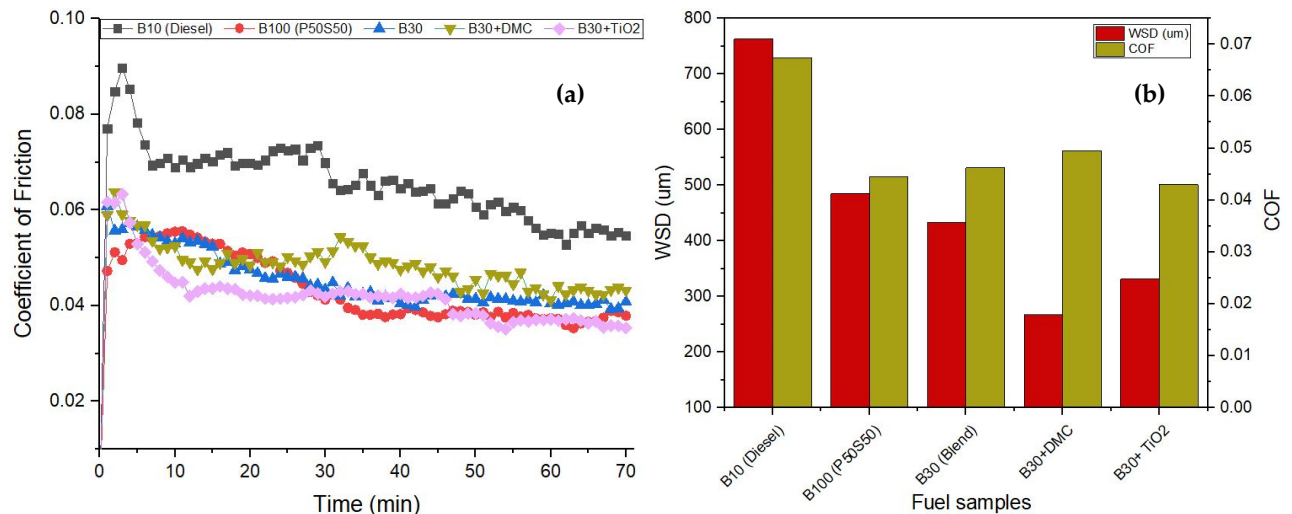 B10 (Diesel) B100 (P50S50) B30 B30+DMC B30+TiO2
(a)
0.10
0.08
0.06
0.04
0.02
Coefficient of Friction
0 10 20 30 40 50 60 70
Time (min)
WSD (um)
COF
(b)
800
700
600
500
400
300
200
100
WSD (um)
0.07
0.06
0.05
0.04
0.03
0.02
0.01
0.00
COF
B10 (Diesel)
B100 (P50S50)
B30 (Blend)
B30+DMC
B30+ TiO2
Fuel samples